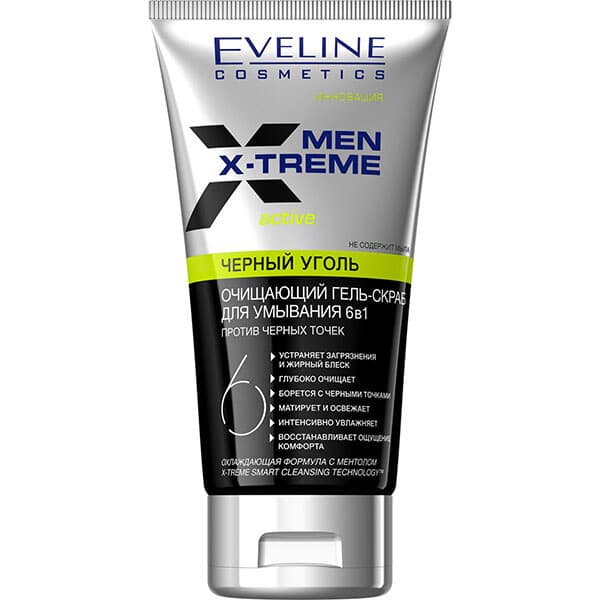 EVELINE
COSMETICS
ИННОВАЦИЯ
X MEN
X-TREME
active
НЕ СОДЕРЖИТ МЫЛА
ЧЕРНЫЙ УГОЛЬ
ОЧИЩАЮЩИЙ ГЕЛЬ-СКРАБ
ДЛЯ УМЫВАНИЯ 6в1
ПРОТИВ ЧЕРНЫХ ТОЧЕК
6
УСТРАНЯЕТ ЗАГРЯЗНЕНИЯ
И ЖИРНЫЙ БЛЕСК
ГЛУБОКО ОЧИЩАЕТ
БОРЕТСЯ С ЧЕРНЫМИ ТОЧКАМИ
МАТИРУЕТ И ОСВЕЖАЕТ
ИНТЕНСИВНО УВЛАЖНЯЕТ
ВОССТАНАВЛИВАЕТ ОЩУЩЕНИЕ
КОМФОРТА
ОХЛАЖДАЮЩАЯ ФОРМУЛА С МЕНТОЛОМ
X-TREME SMART CLEANSING TECHNOLOGY™